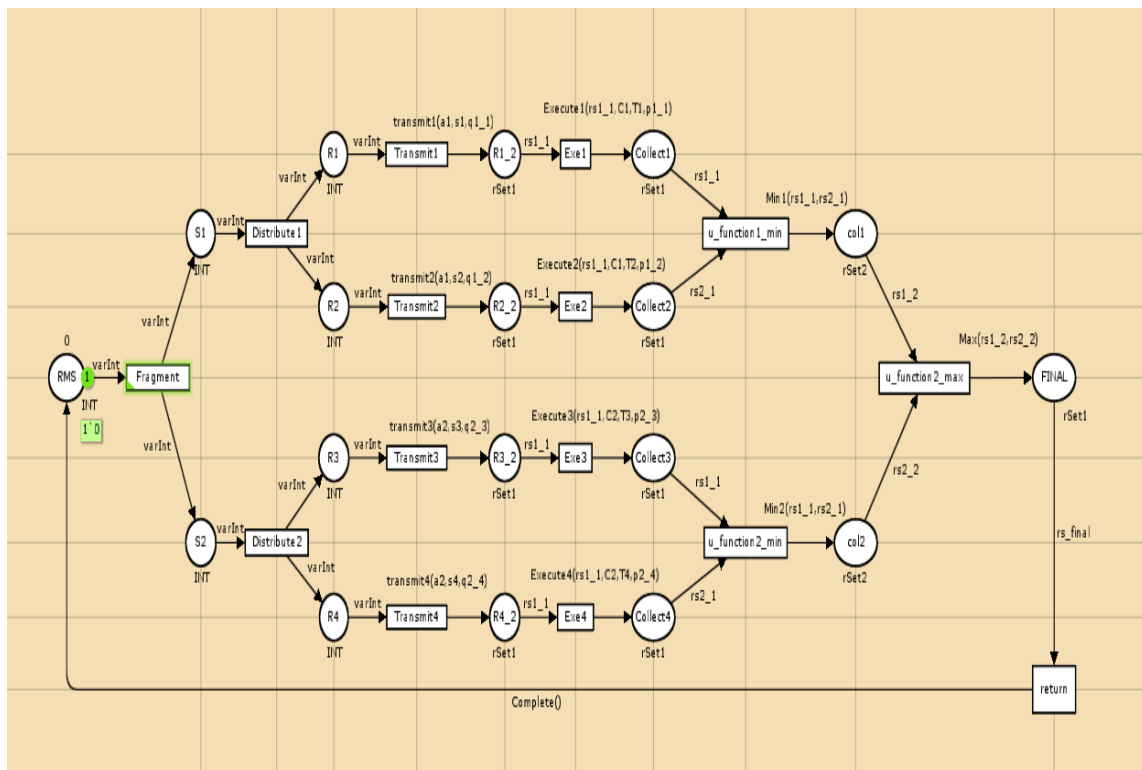 Execute1(rs1_1,C1,T1,p1_1)
transmit1(a1,s1,q1_1)
varInt
R1
Transmit1
rs1_1
R1_2
Exe1
Collect1
INT
rSet1
rSet1
varInt
rs1_1
Min1(rs1_1,rs2_1)
varInt
S1
Distribute1
u_function1_min
col1
INT
varInt
Execute2(rs1_1,C1,T2,p1_2)
rSet2
transmit2(a1,s2,q1_2)
varInt
rs1_1
rs2_1
rs1_2
R2
Transmit2
R2_2
Exe2
Collect2
varInt
INT
rSet1
rSet1
0
Max(rs1_2,rs2_2)
varInt
RMS
1
Fragment
u_function2_max
FINAL
INT
rSet1
1`0
Execute3(rs1_1,C2,T3,p2_3)
varInt
transmit3(a2,s3,q2_3)
varInt
rs1_1
R3
Transmit3
R3_2
Exe3
Collect3
rs2_2
varInt
rs1_1
INT
rSet1
rSet1
Min2(rs1_1,rs2_1)
varInt
rs_final
S2
Distribute2
u_function2_min
col2
varInt
Execute4(rs1_1,C2,T4,p2_4)
INT
transmit4(a2,s4,q2_4)
rSet2
rs2_1
varInt
rs1_1
R4
Transmit4
R4_2
Exe4
Collect4
INT
rSet1
rSet1
return
Complete()